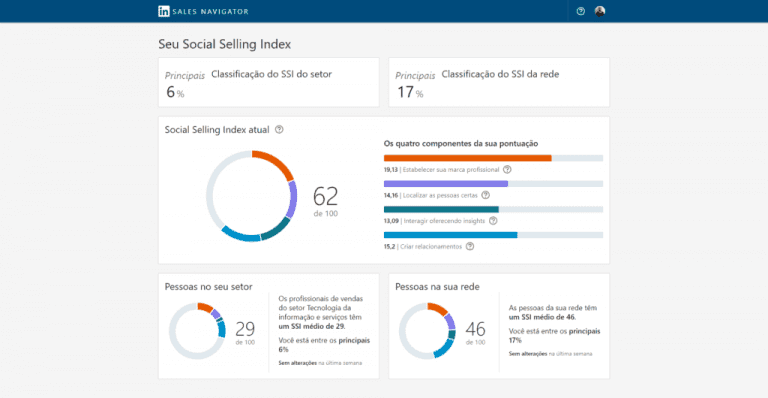 in SALES NAVIGATOR
Seu Social Selling Index
Principais Classificação do SSI do setor
6%
Principais Classificação do SSI da rede
17%
Social Selling Index atual
62
de 100
Os quatro componentes da sua pontuação
19,13 | Estabelecer sua marca profissional
14,16 | Localizar as pessoas certas
13,09 | Interagir oferecendo insights
15,2 | Criar relacionamentos
Pessoas no seu setor
29
de 100
Os profissionais de vendas
do setor Tecnologia da
informação e serviços têm
um SSI médio de 29.
Você está entre os principais
6%
Sem alterações na última semana
Pessoas na sua rede
46
de 100
As pessoas da sua rede têm
um SSI médio de 46.
Você está entre os principais
17%
Sem alterações na última semana